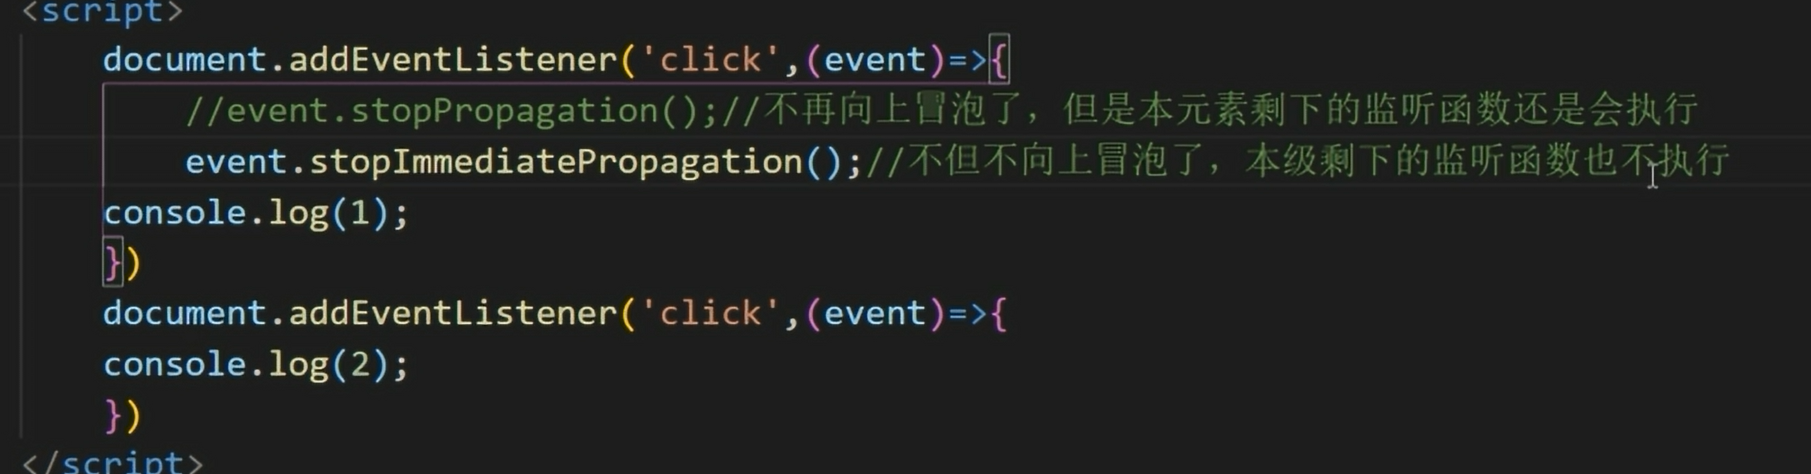 <script>
document.addEventListener('click',(event)=>{
//event.stopPropagation();//不再向上冒泡了，但是本元素剩下的监听函数还是会执行
event.stopImmediatePropagation();//不但不向上冒泡了，本级剩下的监听函数也不执行
console.log(1);
})
document.addEventListener('click',(event)=>{
console.log(2);
})
</script>